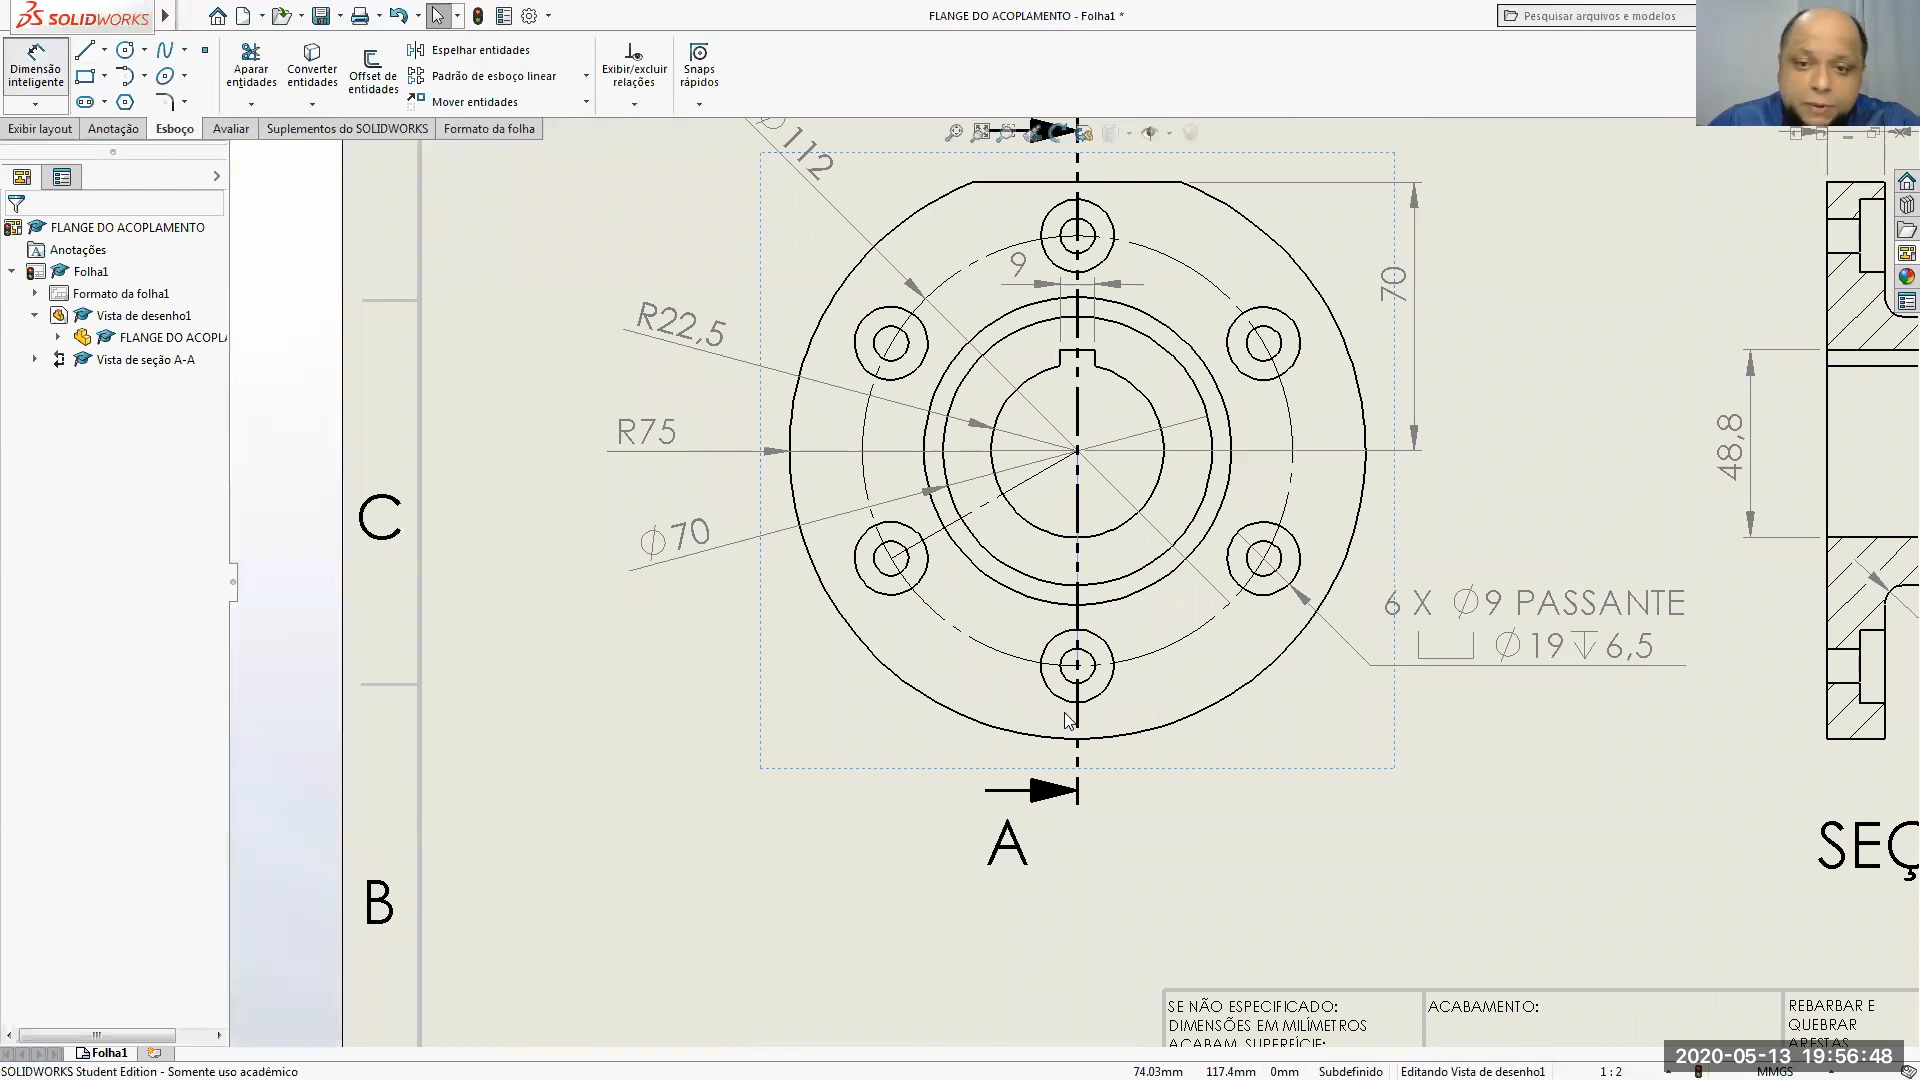 SOLIDWORKS
FLANGE DO ACOPLAMENTO - Folha1 *
Pesquisar arquivos e modelos
Dimensão
inteligente
Aparar
entidades
Converter
entidades
Offset de
entidades
Espelhar entidades
Padrão de esboço linear
Mover entidades
Exibir/excluir
relações
Snaps
rápidos
Exibir layout
Anotação
Esboço
Avaliar
Suplementos do SOLIDWORKS
Formato da folha
FLANGE DO ACOPLAMENTO
Anotações
Folha1
Formato da folha1
Vista de desenho1
FLANGE DO ACOPL
Vista de seção A-A
∅112
9
70
R22,5
R75
∅70
48,8
6 X ∅9 PASSANTE
⌴ ∅19 ↧ 6,5
C
A
SEÇ
B
SE NÃO ESPECIFICADO:
DIMENSÕES EM MILÍMETROS
ACABAM. SUPERFÍCIE:
ACABAMENTO:
REBARBAR E
QUEBRAR
ARESTAS
Folha1
2020-05-13 19:56:48
SOLIDWORKS Student Edition - Somente uso acadêmico
74.03mm
117.4mm
0mm
Subdefinido
Editando Vista de desenho1
1 : 2
MMGS